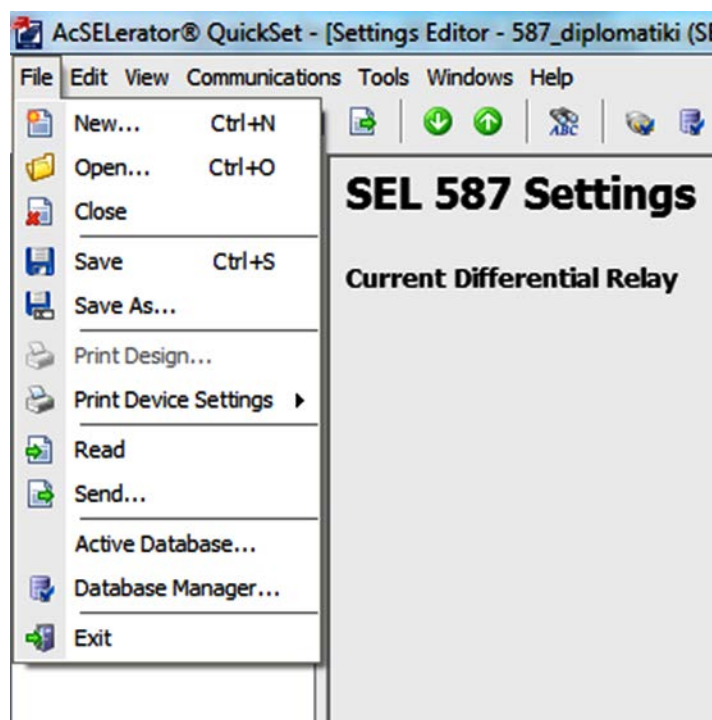 AcSELerator® QuickSet - [Settings Editor - 587_diplomatiki (SE
File Edit View Communications Tools Windows Help
New... Ctrl+N
Open... Ctrl+O
Close
Save Ctrl+S
Save As...
Print Design...
Print Device Settings
Read
Send...
Active Database...
Database Manager...
Exit
ABC
SEL 587 Settings
Current Differential Relay